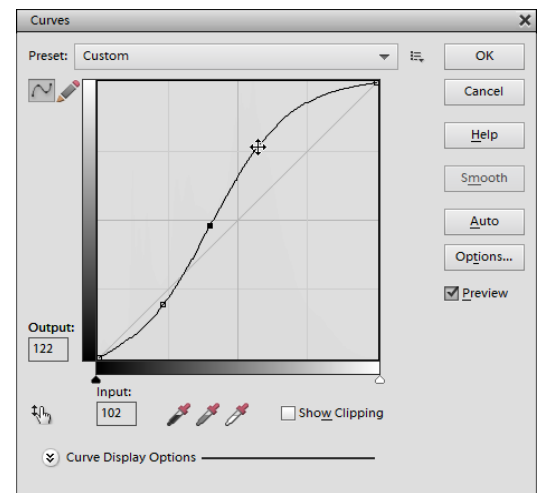 Curves
Preset: Custom
OK
Cancel
Help
Smooth
Auto
Options...
Preview
Output:
122
Input:
102
Show Clipping
Curve Display Options